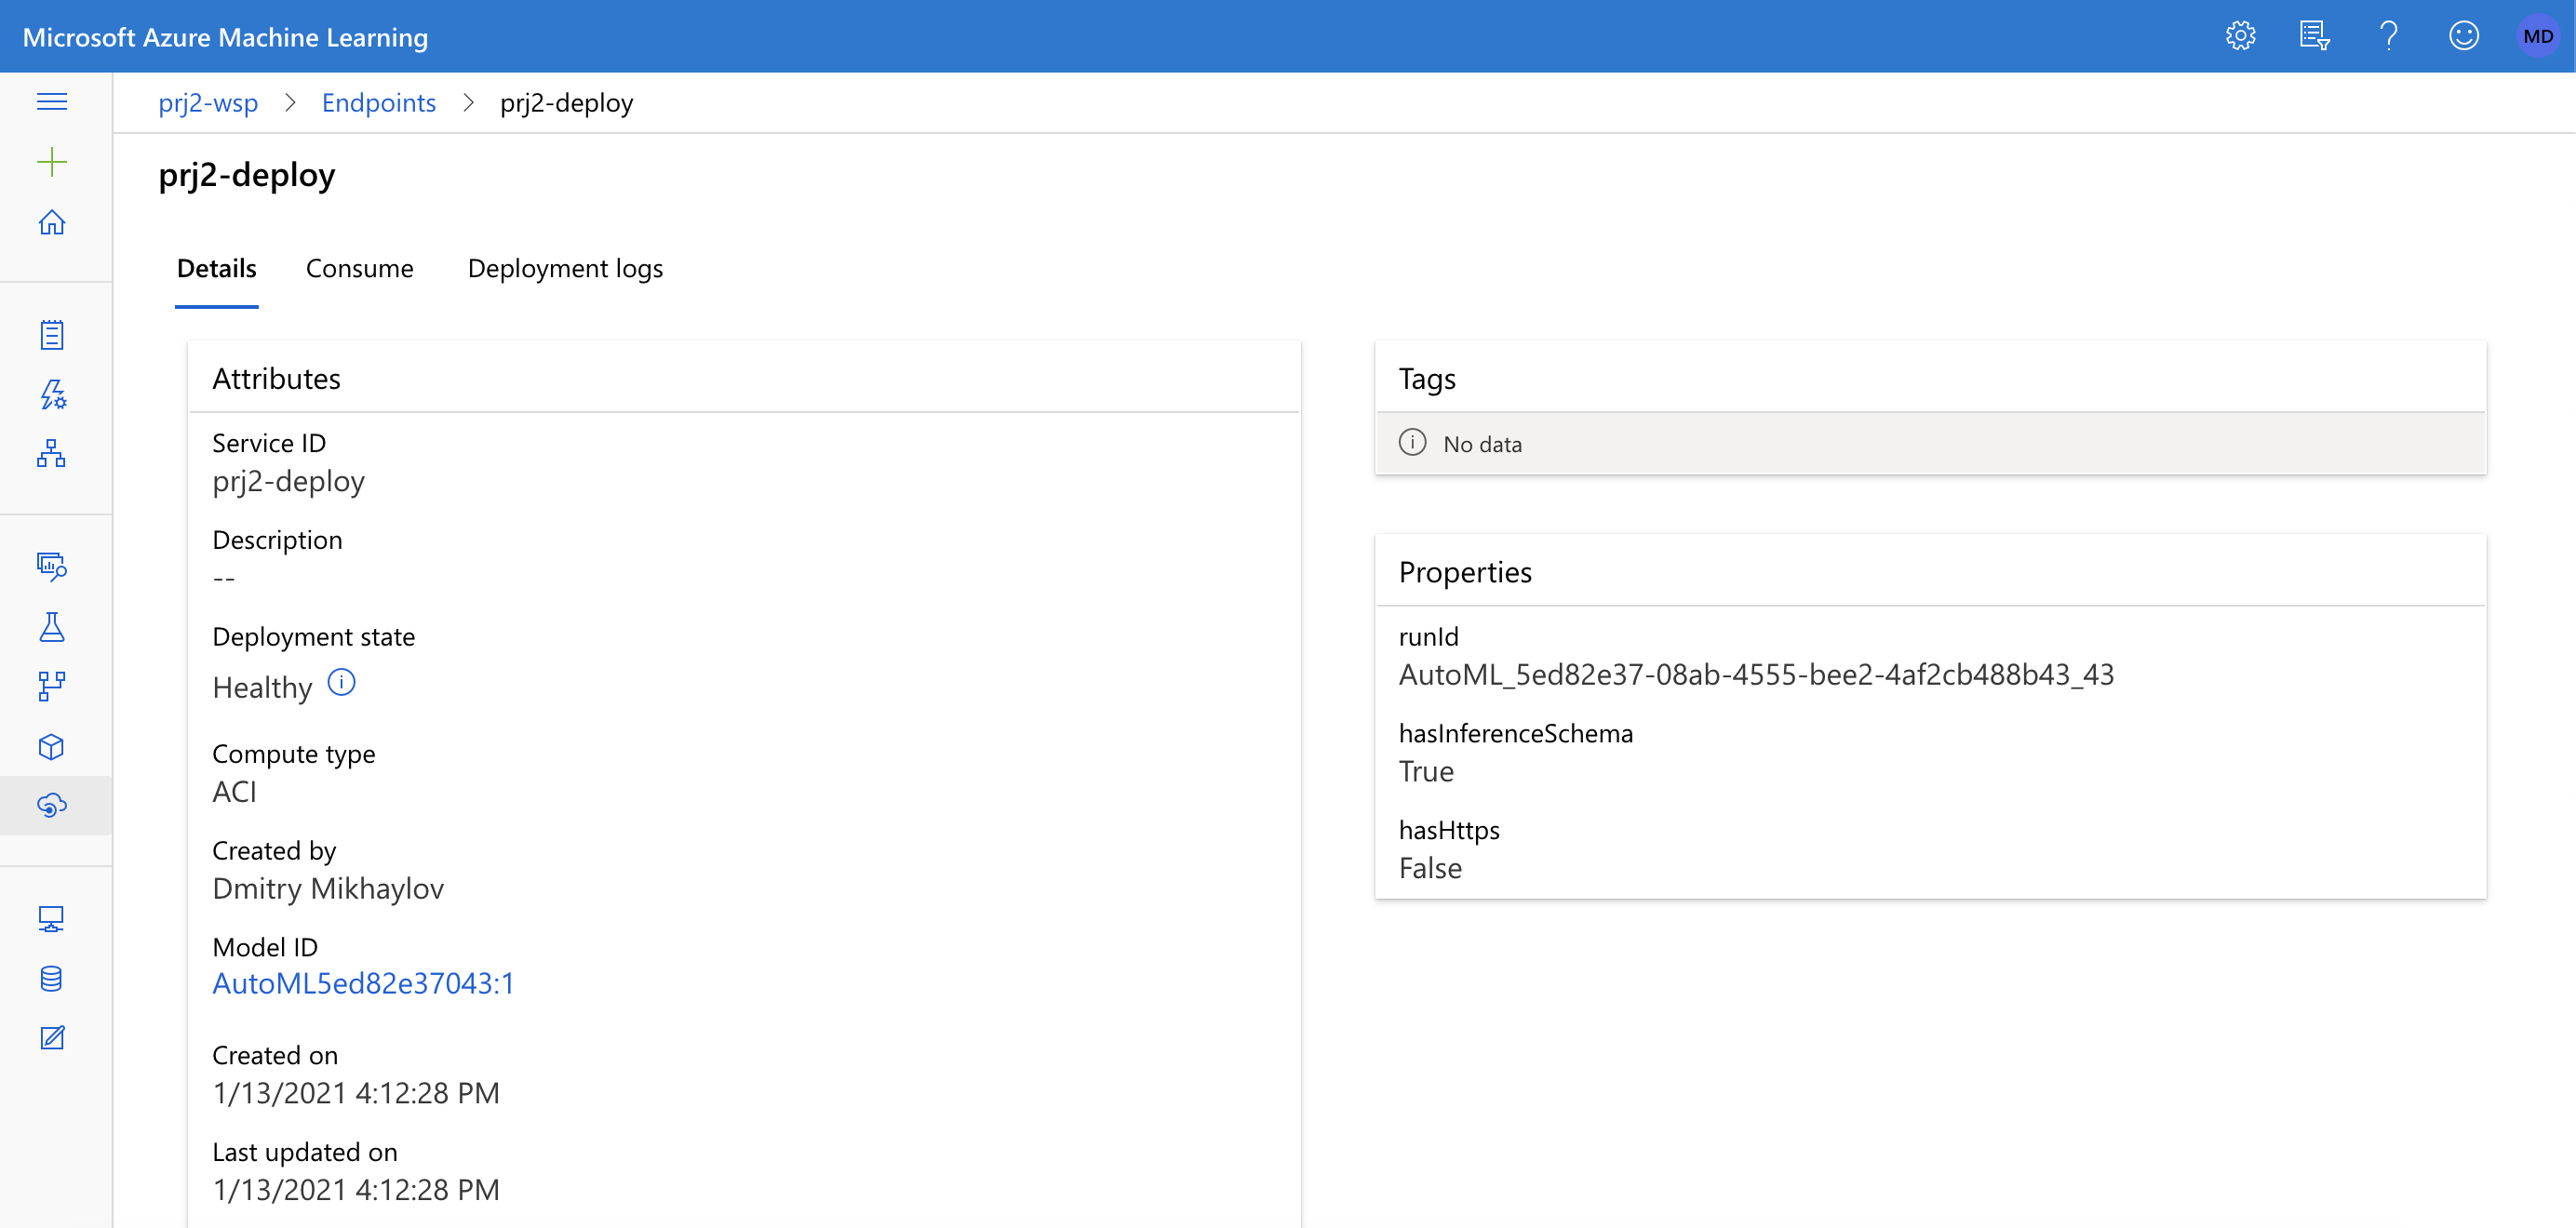 Microsoft Azure Machine Learning
MD
prj2-wsp > Endpoints > prj2-deploy
prj2-deploy
Details Consume Deployment logs
Attributes
Service ID
prj2-deploy
Description
--
Deployment state
Healthy
Compute type
ACI
Created by
Dmitry Mikhaylov
Model ID
AutoML5ed82e37043:1
Created on
1/13/2021 4:12:28 PM
Last updated on
1/13/2021 4:12:28 PM
Tags
No data
Properties
runId
AutoML_5ed82e37-08ab-4555-bee2-4af2cb488b43_43
hasInferenceSchema
True
hasHttps
False